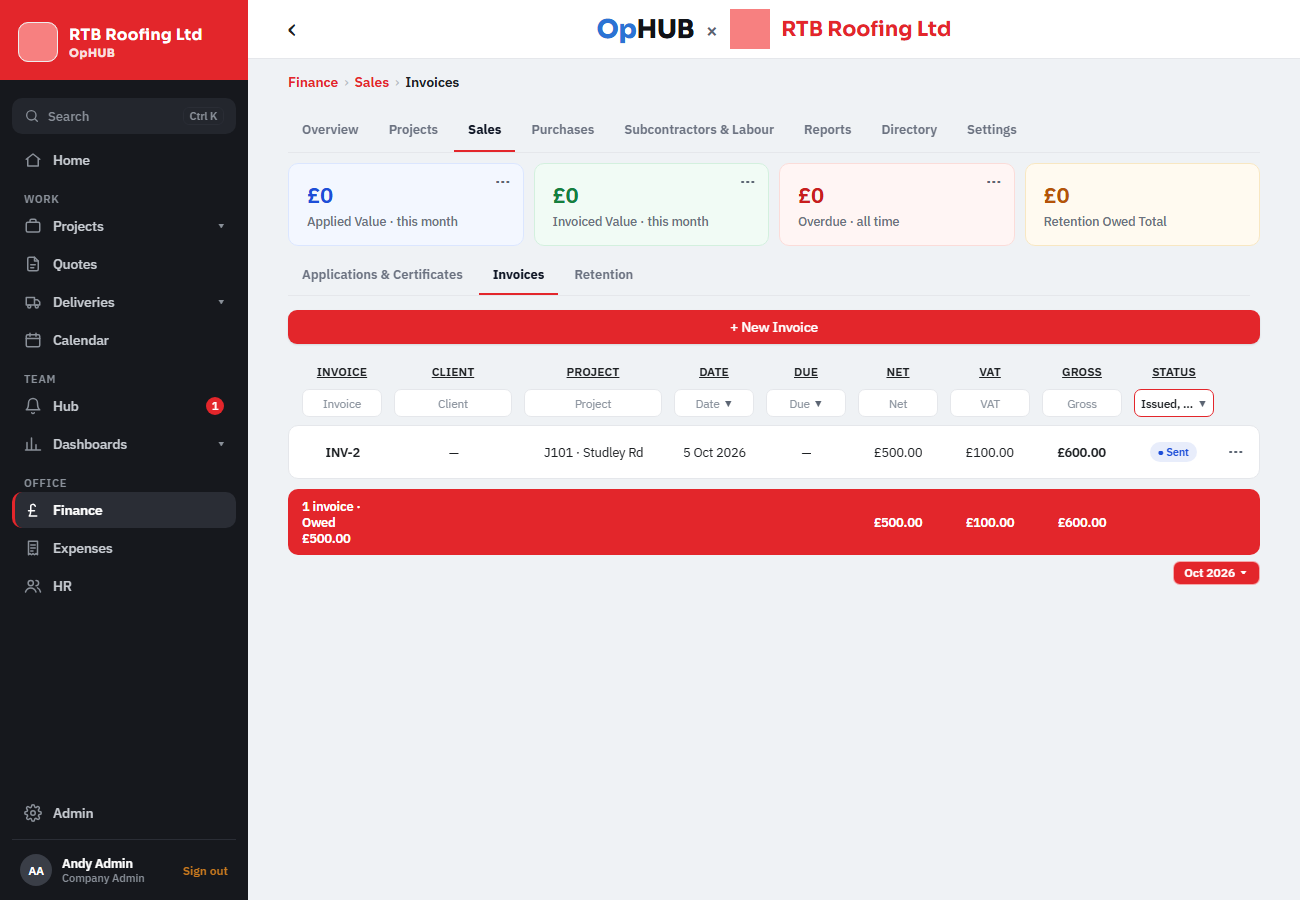 RTB Roofing Ltd
OpHUB
Search Ctrl K
Home
WORK
Projects
Quotes
Deliveries
Calendar
TEAM
Hub 1
Dashboards
OFFICE
£ Finance
Expenses
HR
Admin
AA Andy Admin
Company Admin
Sign out
OpHUB × RTB Roofing Ltd
Finance › Sales › Invoices
Overview Projects Sales Purchases Subcontractors & Labour Reports Directory Settings
£0
Applied Value · this month
£0
Invoiced Value · this month
£0
Overdue · all time
£0
Retention Owed Total
Applications & Certificates Invoices Retention
+ New Invoice
INVOICE CLIENT PROJECT DATE DUE NET VAT GROSS STATUS
Invoice Client Project Date ▼ Due ▼ Net VAT Gross Issued, ... ▼
INV-2 — J101 · Studley Rd 5 Oct 2026 — £500.00 £100.00 £600.00 ● Sent
1 invoice ·
Owed
£500.00
£500.00 £100.00 £600.00
Oct 2026